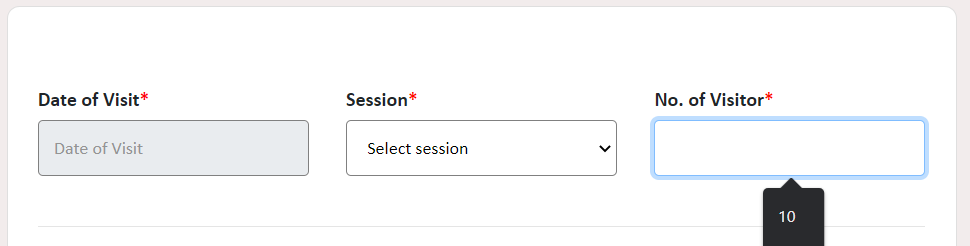 Date of Visit* Session* No. of Visitor*
Date of Visit Select session
10